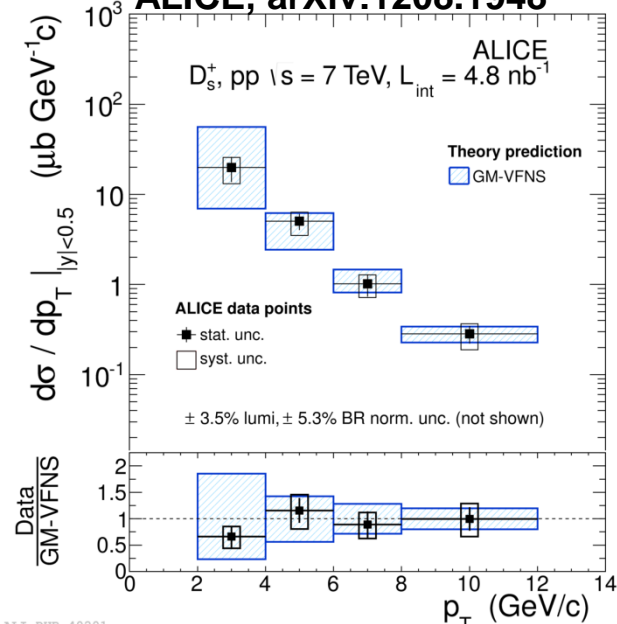 ALICE, arXiv:1208.1948
ALICE
D_s^+, pp \s = 7 TeV, L_int = 4.8 nb^-1
dσ / dp_T |_|y|<0.5 (μb GeV^-1c)
10^3
10^2
10
1
10^-1
Theory prediction
GM-VFNS
ALICE data points
stat. unc.
syst. unc.
± 3.5% lumi, ± 5.3% BR norm. unc. (not shown)
Data
GM-VFNS
2
1.5
1
0.5
0
0 2 4 6 8 10 12 14
p_T (GeV/c)